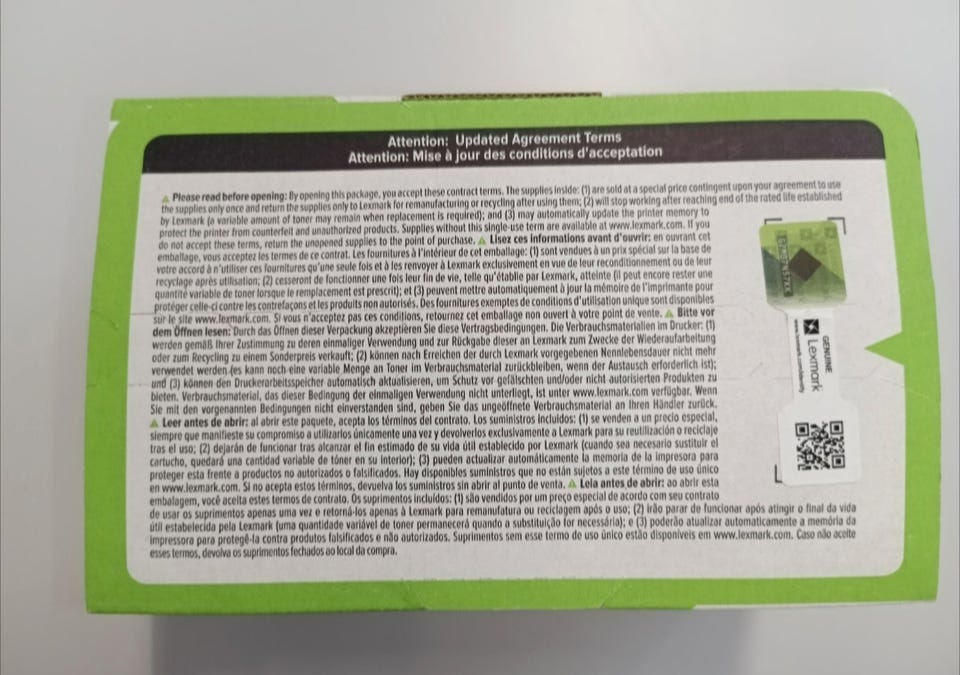 Attention: Updated Agreement Terms
Attention: Mise à jour des conditions d'acceptation
Please read before opening: By opening this package, you accept these contract terms. The supplies inside: (1) are sold at a special price contingent upon your agreement to use
the supplies only once and return the supplies only to Lexmark for remanufacturing or recycling after using them; (2) will stop working after reaching end of the rated life established
by Lexmark (a variable amount of toner may remain when replacement is required); and (3) may automatically update the printer memory to
protect the printer from counterfeit and unauthorized products. Supplies without this single-use term are available at www.lexmark.com. If you
do not accept these terms, return the unopened supplies to the point of purchase. Lisez ces informations avant d'ouvrir: en ouvrant cet
emballage, vous acceptez les termes de ce contrat. Les fournitures à l'intérieur de cet emballage: (1) sont vendues à un prix spécial sur la base de
votre accord à n'utiliser ces fournitures qu'une seule fois et à les renvoyer à Lexmark exclusivement en vue de leur reconditionnement ou de leur
recyclage après utilisation; (2) cesseront de fonctionner une fois leur fin de vie, telle qu'établie par Lexmark, atteinte (il peut encore rester une
quantité variable de toner lorsque le remplacement est prescrit); et (3) peuvent mettre automatiquement à jour la mémoire de l'imprimante pour
protéger celle-ci contre les contrefaçons et les produits non autorisés. Des fournitures exemptes de conditions d'utilisation unique sont disponibles
sur le site www.lexmark.com. Si vous n'acceptez pas ces conditions, retournez cet emballage non ouvert à votre point de vente. Bitte vor
dem Öffnen lesen: Durch das Öffnen dieser Verpackung akzeptieren Sie diese Vertragsbedingungen. Die Verbrauchsmaterialien im Drucker: (1)
werden gemäß Ihrer Zustimmung zu deren einmaliger Verwendung und zur Rückgabe dieser an Lexmark zum Zwecke der Wiederaufarbeitung
oder zum Recycling zu einem Sonderpreis verkauft; (2) können nach Erreichen der durch Lexmark vorgegebenen Nennlebensdauer nicht mehr
verwendet werden (es kann noch eine variable Menge an Toner im Verbrauchsmaterial zurückbleiben, wenn der Austausch erforderlich ist);
und (3) können den Druckerarbeitsspeicher automatisch aktualisieren, um Schutz vor gefälschten und/oder nicht autorisierten Produkten zu
bieten. Verbrauchsmaterial, das dieser Bedingung der einmaligen Verwendung nicht unterliegt, ist unter www.lexmark.com verfügbar. Wenn
Sie mit den vorgenannten Bedingungen nicht einverstanden sind, geben Sie das ungeöffnete Verbrauchsmaterial an Ihren Händler zurück.
Leer antes de abrir: al abrir este paquete, acepta los términos del contrato. Los suministros incluidos: (1) se venden a un precio especial,
siempre que manifieste su compromiso a utilizarlos únicamente una vez y devolverlos exclusivamente a Lexmark para su reutilización o reciclaje
tras el uso; (2) dejarán de funcionar tras alcanzar el fin estimado de su vida útil establecido por Lexmark (cuando sea necesario sustituir el
cartucho, quedará una cantidad variable de tóner en su interior); (3) pueden actualizar automáticamente la memoria de la impresora para
proteger esta frente a productos no autorizados o falsificados. Hay disponibles suministros que no están sujetos a este término de uso único
en www.lexmark.com. Si no acepta estos términos, devuelva los suministros sin abrir al punto de venta. Leia antes de abrir: ao abrir esta
embalagem, você aceita estes termos de contrato. Os suprimentos incluídos: (1) são vendidos por um preço especial de acordo com seu contrato
de usar os suprimentos apenas uma vez e retorná-los apenas à Lexmark para remanufatura ou reciclagem após o uso; (2) irão parar de funcionar após atingir o final da vida
útil estabelecida pela Lexmark (uma quantidade variável de toner permanecerá quando a substituição for necessária); e (3) poderão atualizar automaticamente a memória da
impressora para protegê-la contra produtos falsificados e não autorizados. Suprimentos sem esse termo de uso único estão disponíveis em www.lexmark.com. Caso não aceite
esses termos, devolva os suprimentos fechados ao local da compra.
GENUINE
Lexmark
www.lexmark.com/identity